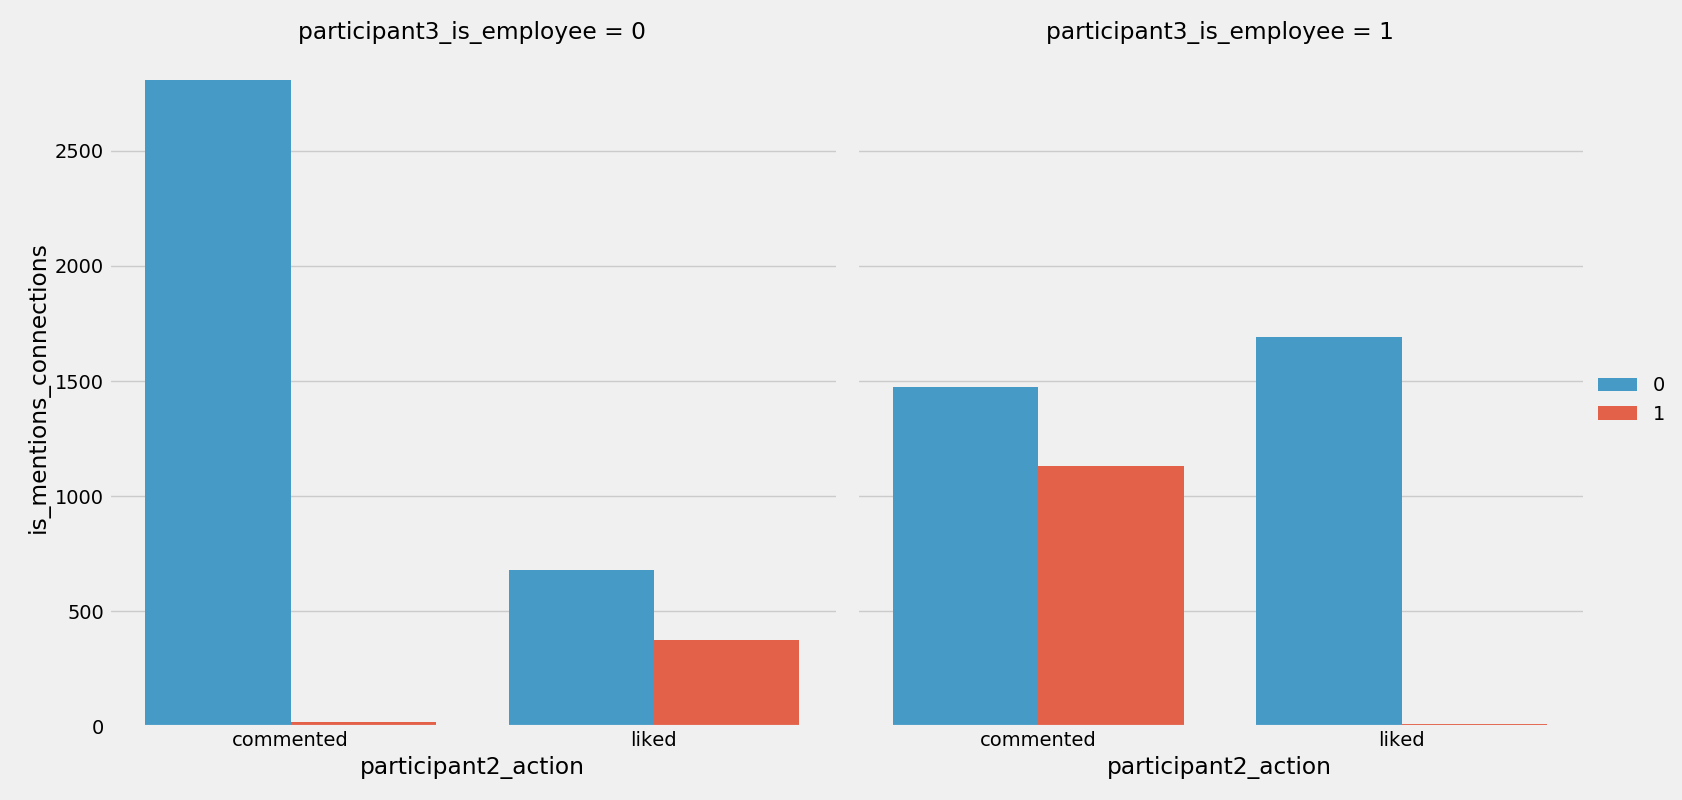 participant3_is_employee = 0
participant3_is_employee = 1
is_mentions_connections
2500
2000
1500
1000
500
0
commented
liked
commented
liked
participant2_action
participant2_action
0
1